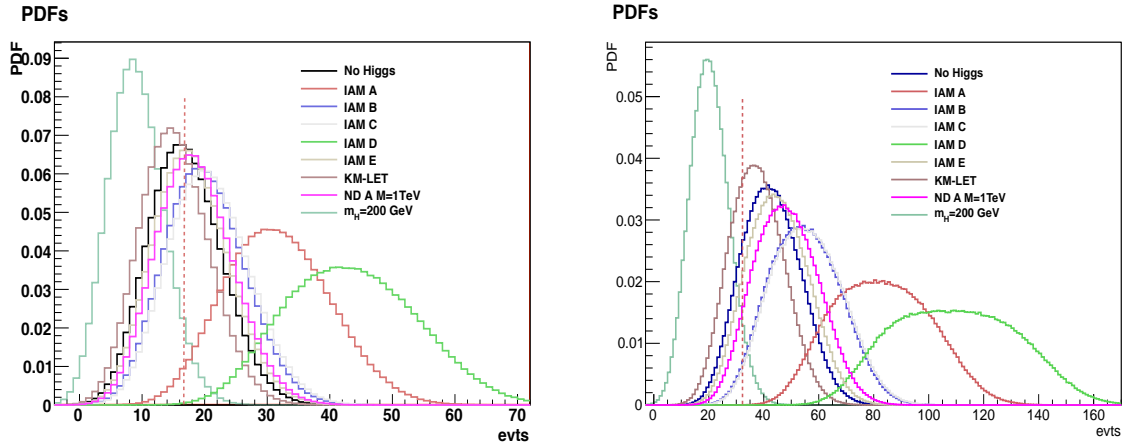 PDFs
PDF
0.09
0.08
0.07
0.06
0.05
0.04
0.03
0.02
0.01
0
No Higgs
IAM A
IAM B
IAM C
IAM D
IAM E
KM-LET
ND A M=1TeV
m_H=200 GeV
0 10 20 30 40 50 60 70
evts
PDFs
PDF
0.05
0.04
0.03
0.02
0.01
0
No Higgs
IAM A
IAM B
IAM C
IAM D
IAM E
KM-LET
ND A M=1TeV
m_H=200 GeV
0 20 40 60 80 100 120 140 160
evts